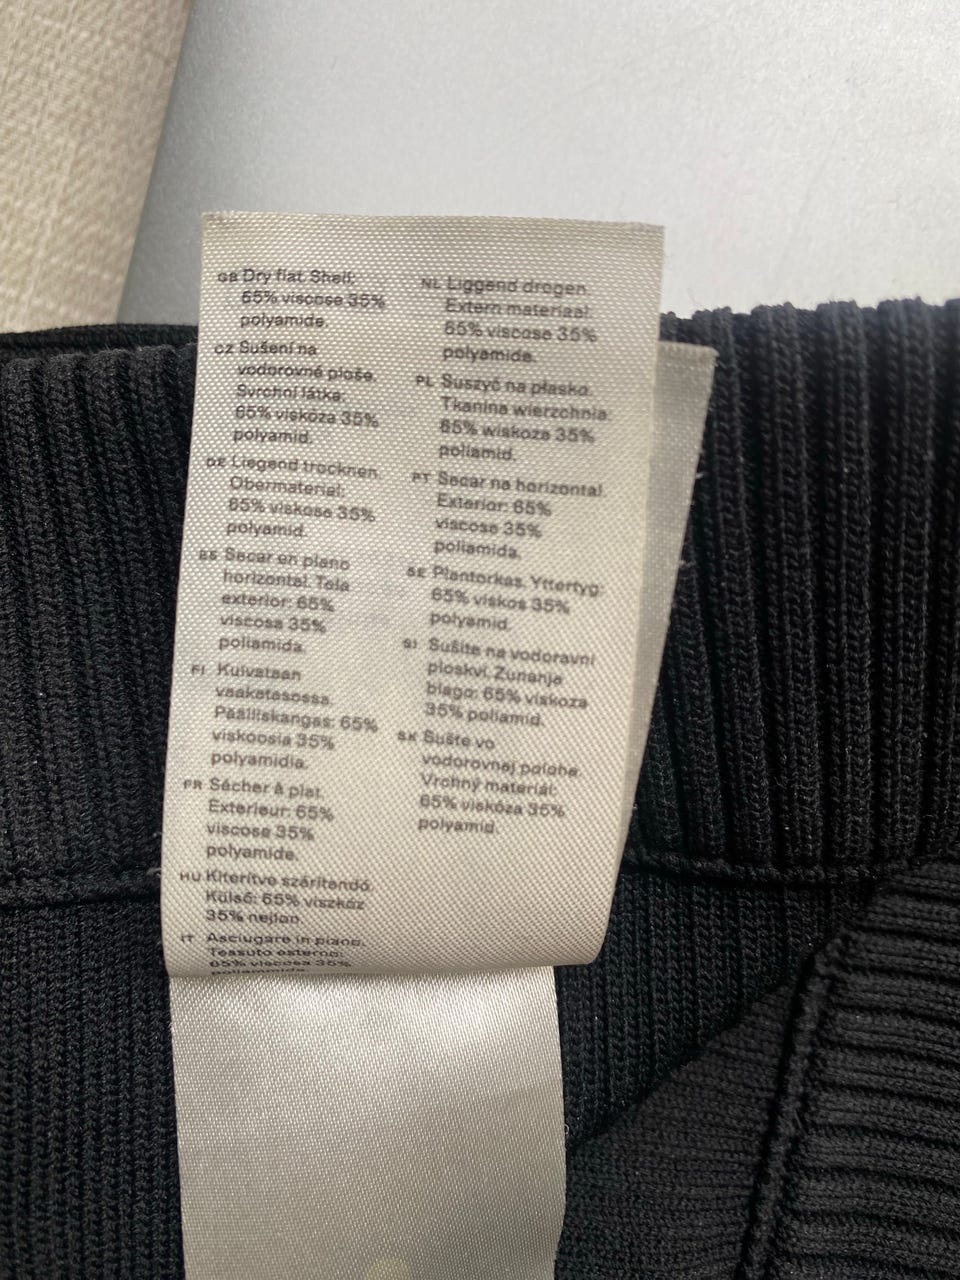 GB Dry flat. Shell:
65% viscose 35%
polyamide.
CZ Sušení na
vodorovné ploše.
Svrchní látka:
65% viskóza 35%
polyamid.
DE Liegend trocknen.
Obermaterial:
65% viskose 35%
polyamid.
ES Secar en plano
horizontal. Tela
exterior: 65%
viscosa 35%
poliamida.
FI Kuivataan
vaakatasossa.
Päälliskangas: 65%
viskoosia 35%
polyamidia.
FR Sécher à plat.
Exterieur: 65%
viscose 35%
polyamide.
HU Kiterítve szárítandó.
Külső: 65% viszkóz
35% nejlon.
IT Asciugare in piano.
Tessuto esterno:
65% viscosa 35%
poliammide
NL Liggend drogen.
Extern materiaal:
65% viscose 35%
polyamide.
PL Suszyć na płasko.
Tkanina wierzchnia:
65% wiskoza 35%
poliamid.
PT Secar na horizontal.
Exterior: 65%
viscose 35%
poliamida.
SE Plantorkas. Yttertyg:
65% viskos 35%
polyamid.
SI Sušite na vodoravni
ploskvi. Zunanje
blago: 65% viskoza
35% poliamid.
SK Sušte vo
vodorovnej polohe.
Vrchný materiál:
65% viskóza 35%
polyamid.